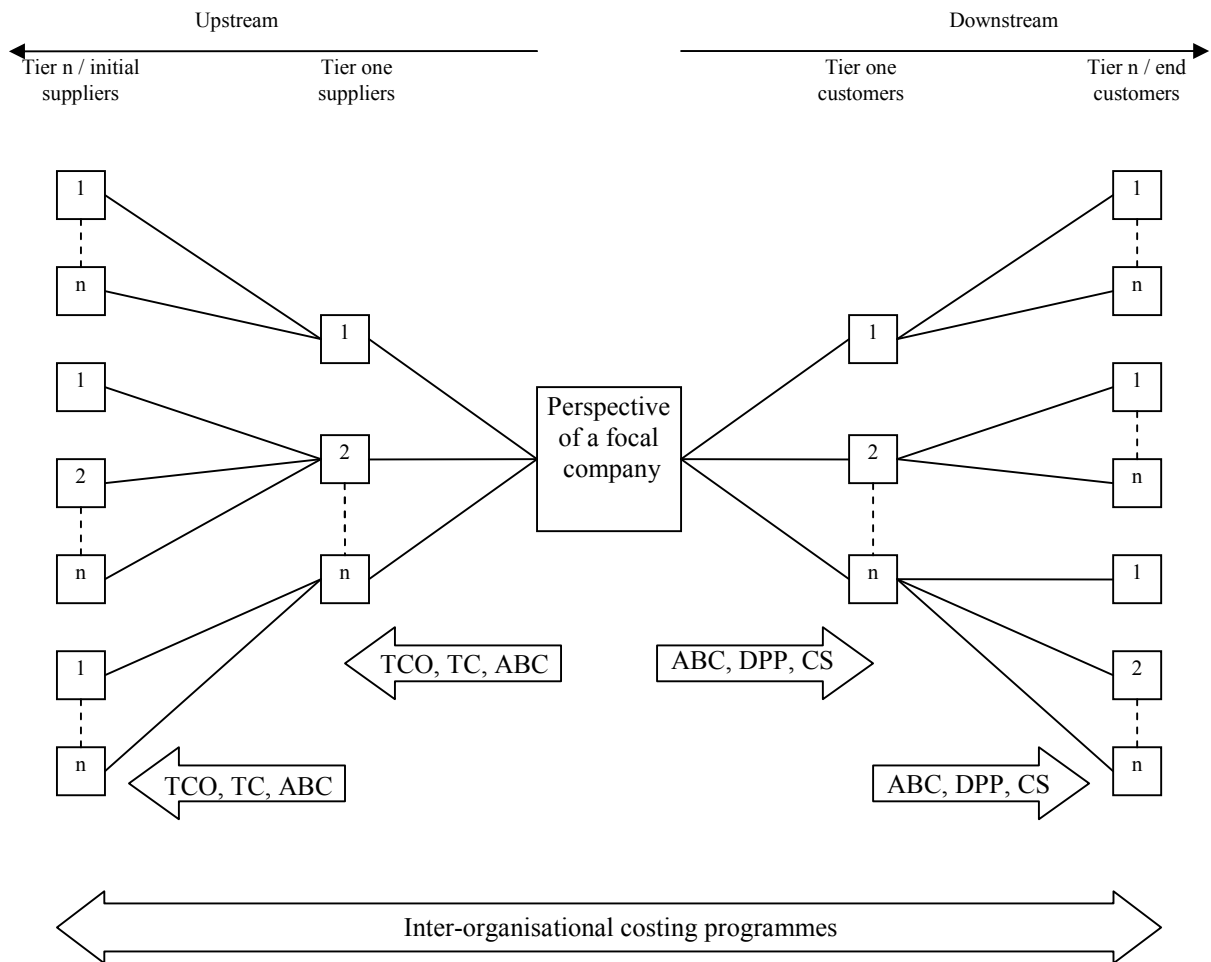 Upstream
Downstream
Tier n / initial
suppliers
Tier one
suppliers
Tier one
customers
Tier n / end
customers
1
1
n
n
1
1
1
1
Perspective
of a focal
company
2
2
2
n
n
n
n
n
1
1
TCO, TC, ABC
ABC, DPP, CS
2
n
n
TCO, TC, ABC
ABC, DPP, CS
Inter-organisational costing programmes